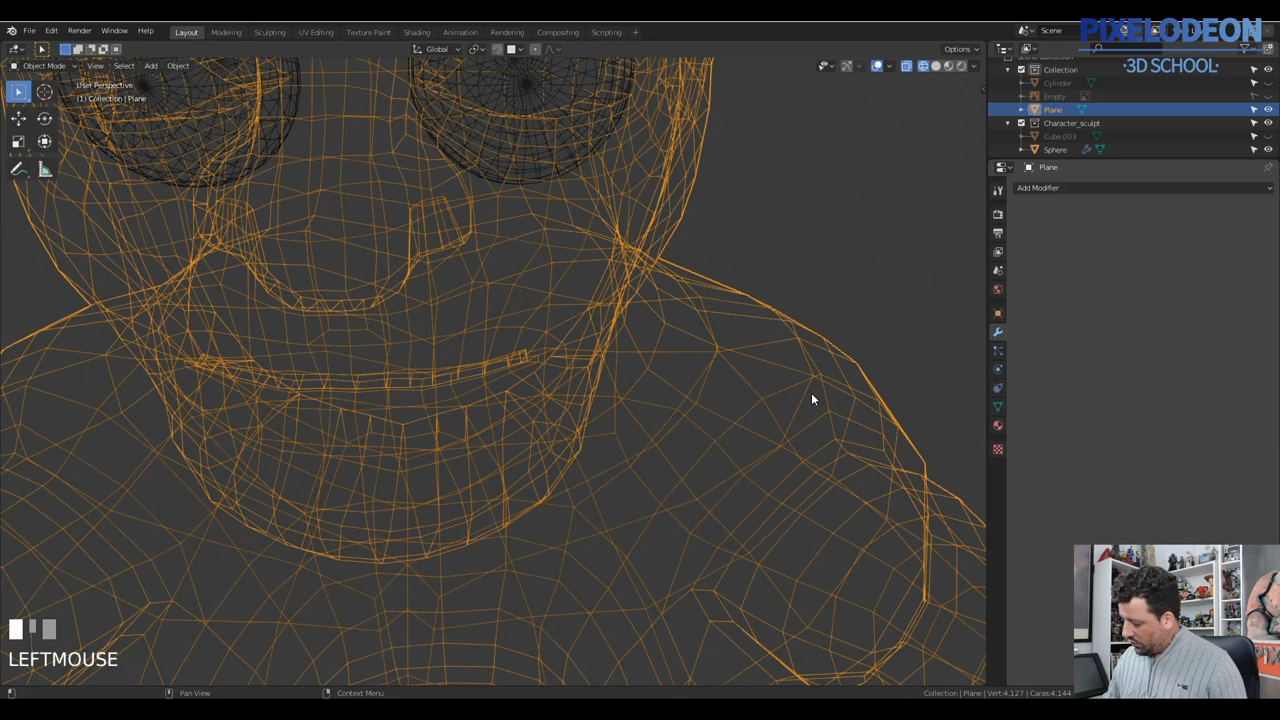 File Edit Render Window Help
Layout Modeling Sculpting UV Editing Texture Paint Shading Animation Rendering Compositing Scripting +
Scene
PIXELODEON
·3D SCHOOL·
Global
Options
Object Mode View Select Add Object
User Perspective
(1) Collection | Plane
Collection
Cylinder
Empty
Plane
Character_sculpt
Cube.003
Sphere
Plane
Add Modifier
LEFTMOUSE
Pan View
Context Menu
Collection | Plane | Vert:4,127 | Caras:4,144